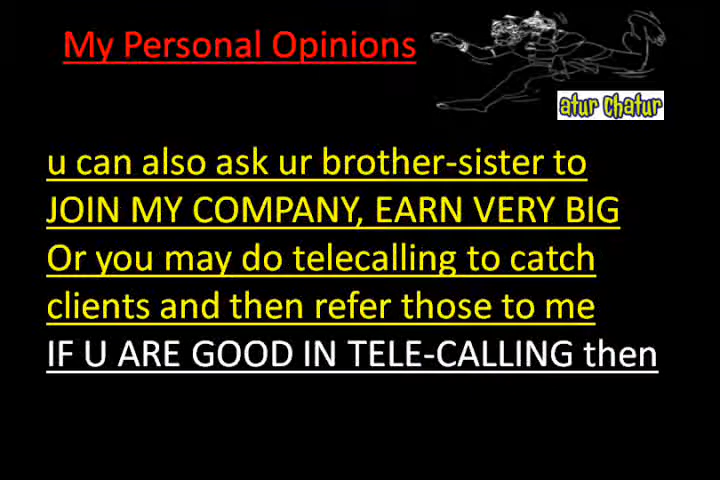 My Personal Opinions
atur chatur
u can also ask ur brother-sister to
JOIN MY COMPANY, EARN VERY BIG
Or you may do telecalling to catch
clients and then refer those to me
IF U ARE GOOD IN TELE-CALLING then